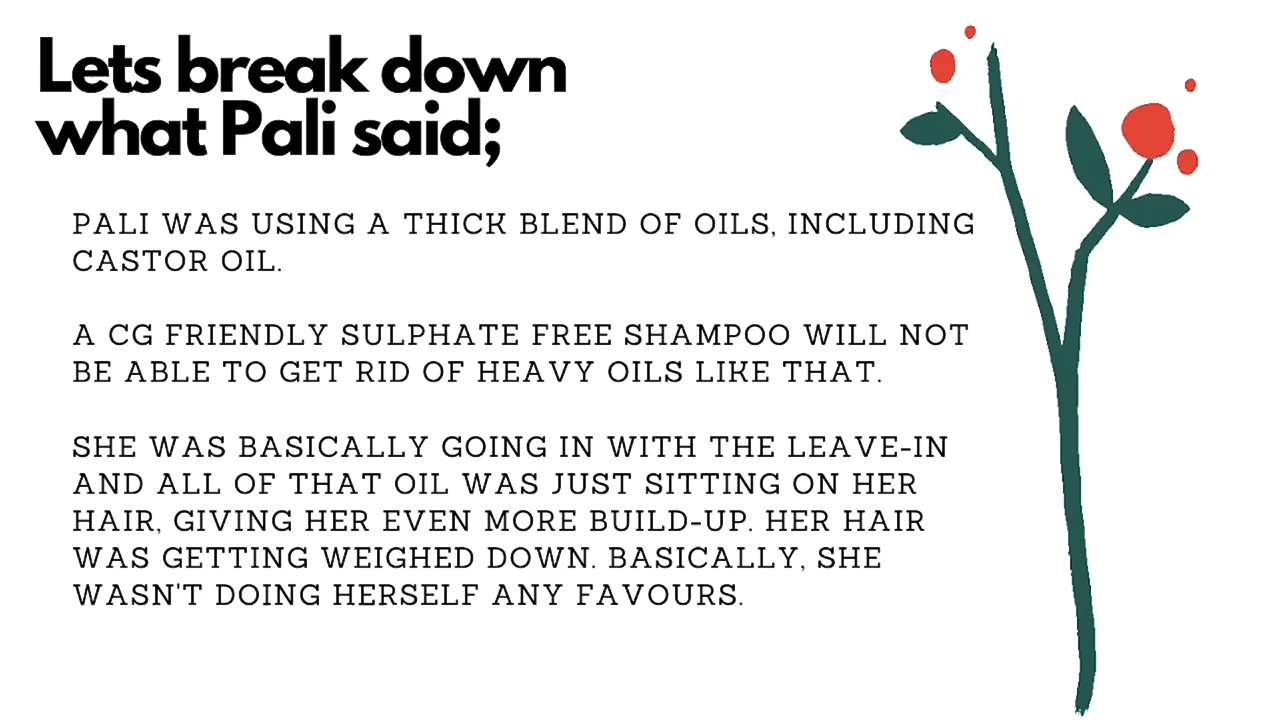 Lets break down
what Pali said;
PALI WAS USING A THICK BLEND OF OILS, INCLUDING
CASTOR OIL.
A CG FRIENDLY SULPHATE FREE SHAMPOO WILL NOT
BE ABLE TO GET RID OF HEAVY OILS LIKE THAT.
SHE WAS BASICALLY GOING IN WITH THE LEAVE-IN
AND ALL OF THAT OIL WAS JUST SITTING ON HER
HAIR, GIVING HER EVEN MORE BUILD-UP. HER HAIR
WAS GETTING WEIGHED DOWN. BASICALLY, SHE
WASN'T DOING HERSELF ANY FAVOURS.